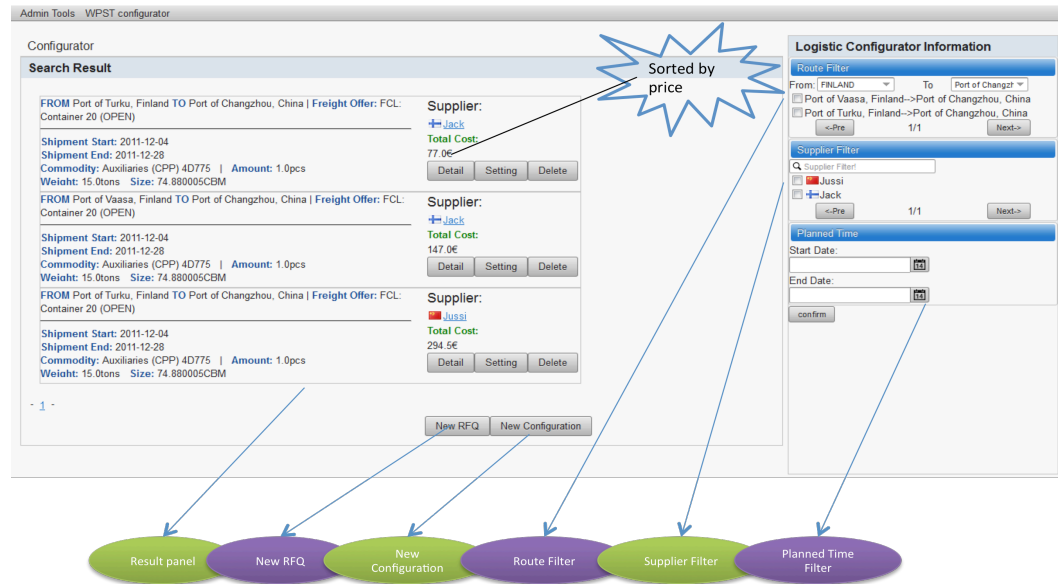 Admin Tools WPST configurator
Configurator
Search Result
Sorted by
price
FROM Port of Turku, Finland TO Port of Changzhou, China | Freight Offer: FCL:
Container 20 (OPEN)
Shipment Start: 2011-12-04
Shipment End: 2011-12-28
Commodity: Auxiliaries (CPP) 4D775 | Amount: 1.0pcs
Weight: 15.0tons Size: 74.880005CBM
Supplier:
Jack
Total Cost:
77.0€
Detail Setting Delete
FROM Port of Vaasa, Finland TO Port of Changzhou, China | Freight Offer: FCL:
Container 20 (OPEN)
Shipment Start: 2011-12-04
Shipment End: 2011-12-28
Commodity: Auxiliaries (CPP) 4D775 | Amount: 1.0pcs
Weight: 15.0tons Size: 74.880005CBM
Supplier:
Jack
Total Cost:
147.0€
Detail Setting Delete
FROM Port of Turku, Finland TO Port of Changzhou, China | Freight Offer: FCL:
Container 20 (OPEN)
Shipment Start: 2011-12-04
Shipment End: 2011-12-28
Commodity: Auxiliaries (CPP) 4D775 | Amount: 1.0pcs
Weight: 15.0tons Size: 74.880005CBM
Supplier:
Jussi
Total Cost:
294.5€
Detail Setting Delete
- 1 -
New RFQ New Configuration
Logistic Configurator Information
Route Filter
From: FINLAND To Port of Changzh
Port of Vaasa, Finland-->Port of Changzhou, China
Port of Turku, Finland-->Port of Changzhou, China
<-Pre 1/1 Next->
Supplier Filter
Supplier Filter!
Jussi
Jack
<-Pre 1/1 Next->
Planned Time
Start Date:
14
End Date:
14
confirm
Result panel
New RFQ
New
Configuration
Route Filter
Supplier Filter
Planned Time
Filter